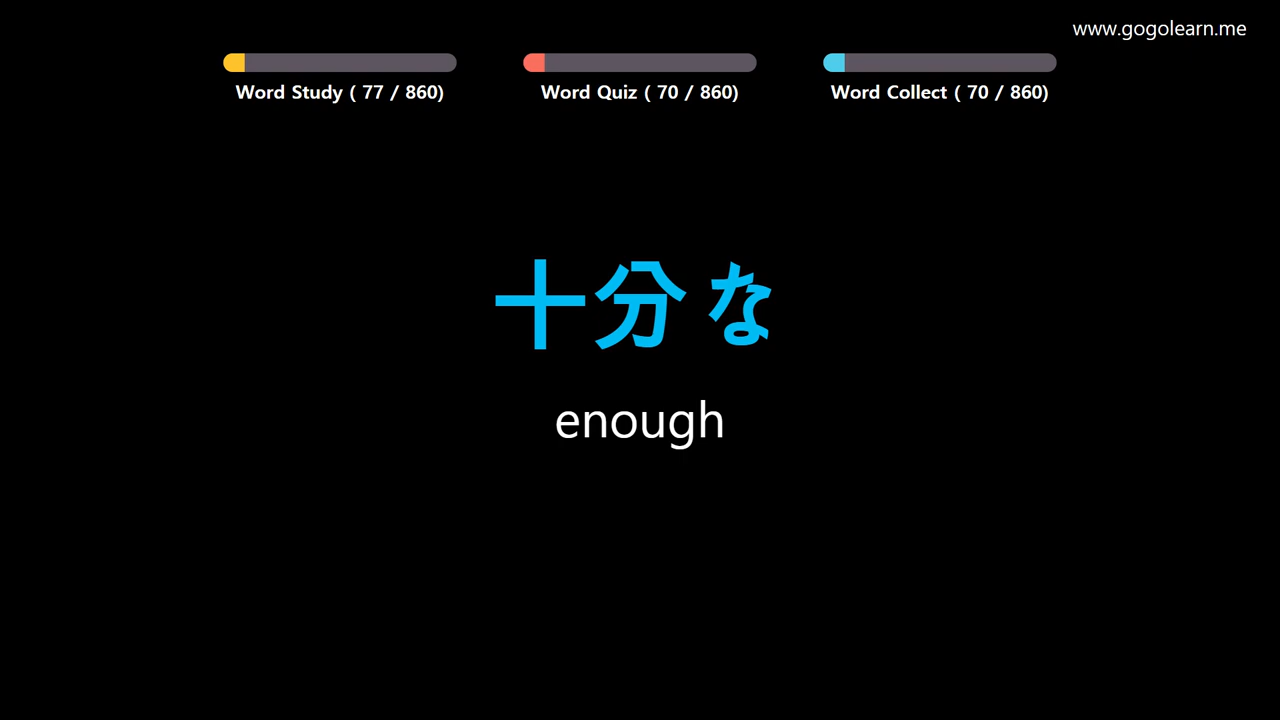 www.gogolearn.me
Word Study ( 77 / 860)
Word Quiz ( 70 / 860)
Word Collect ( 70 / 860)
十分な
enough